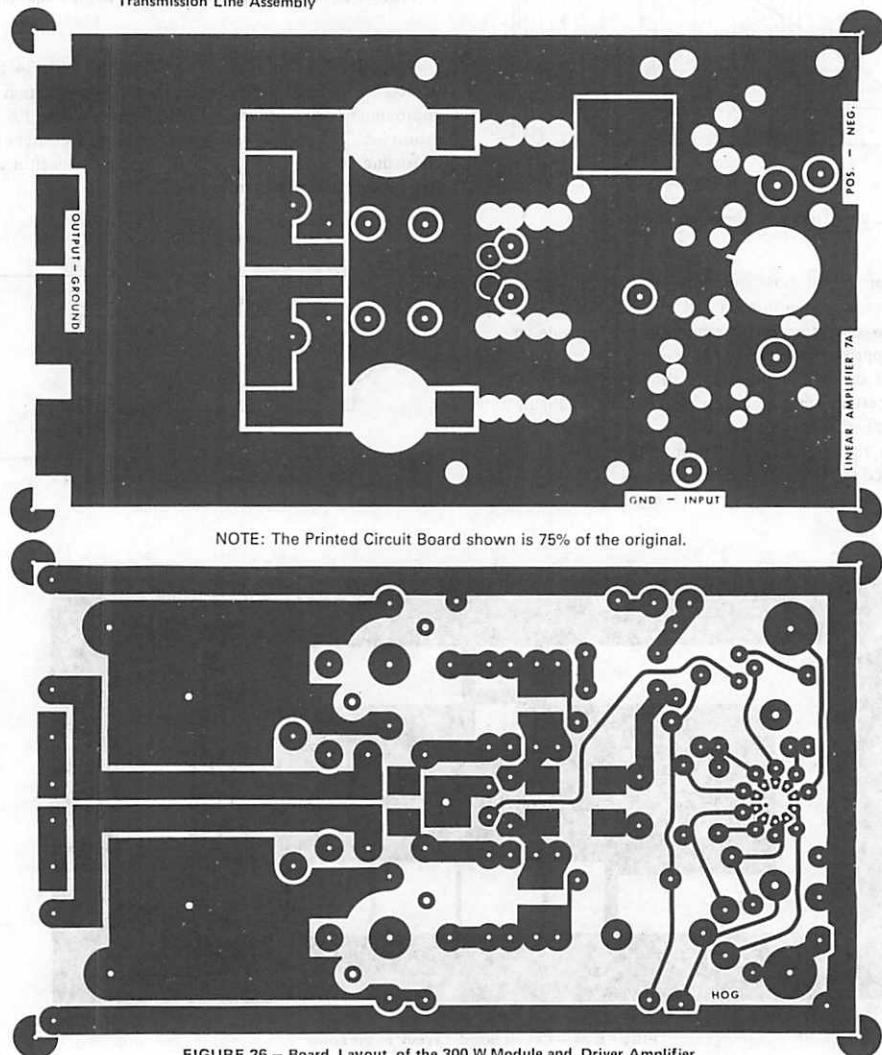 Transmission Line Assembly
OUTPUT – GROUND
POS. – NEG.
LINEAR AMPLIFIER 7A
GND – INPUT
NOTE: The Printed Circuit Board shown is 75% of the original.
HOG
FIGURE 26 – Board Layout of the 300 W Module and Driver Amplifier